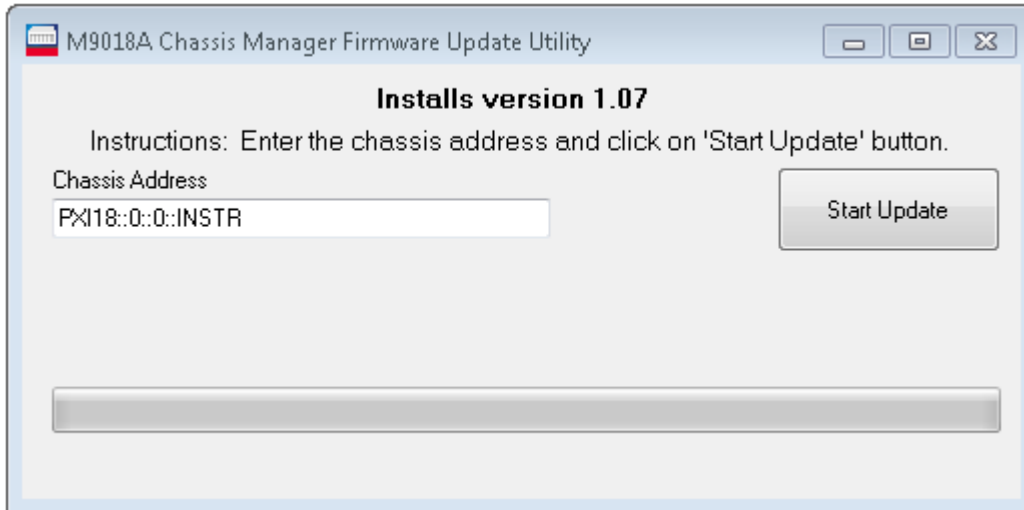 M9018A Chassis Manager Firmware Update Utility
Installs version 1.07
Instructions: Enter the chassis address and click on 'Start Update' button.
Chassis Address
PXI18::0::0::INSTR
Start Update